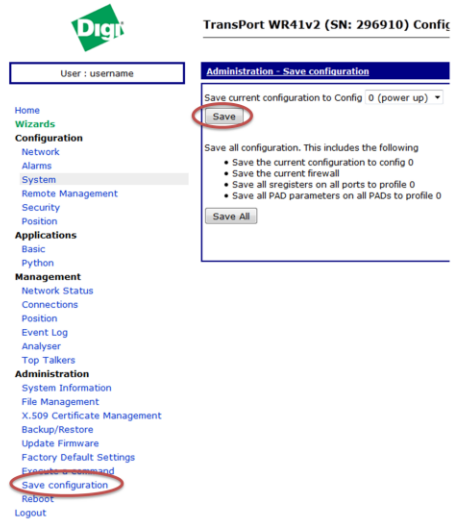 Digi
TransPort WR41v2 (SN: 296910) Config
User : username
Administration - Save configuration
Save current configuration to Config 0 (power up)
Save
Save all configuration. This includes the following
• Save the current configuration to config 0
• Save the current firewall
• Save all sregisters on all ports to profile 0
• Save all PAD parameters on all PADs to profile 0
Save All
Home
Wizards
Configuration
Network
Alarms
System
Remote Management
Security
Position
Applications
Basic
Python
Management
Network Status
Connections
Position
Event Log
Analyser
Top Talkers
Administration
System Information
File Management
X.509 Certificate Management
Backup/Restore
Update Firmware
Factory Default Settings
Execute a command
Save configuration
Reboot
Logout